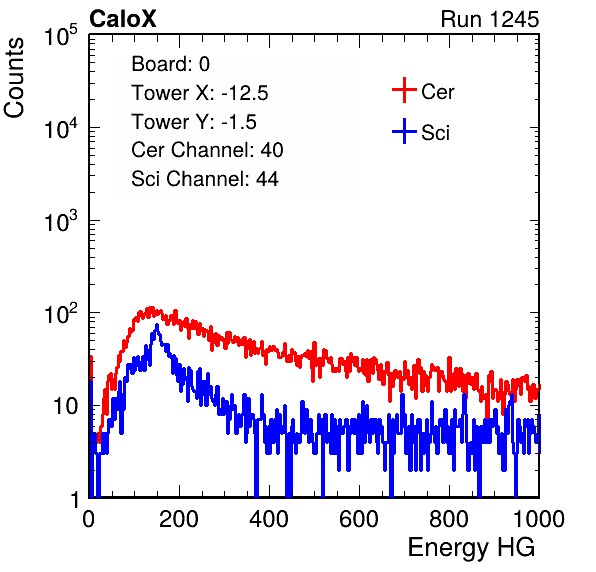 CaloX Run 1245
Counts
10^5
10^4
10^3
10^2
10
1
Board: 0
Tower X: -12.5
Tower Y: -1.5
Cer Channel: 40
Sci Channel: 44
Cer
Sci
0 200 400 600 800 1000
Energy HG